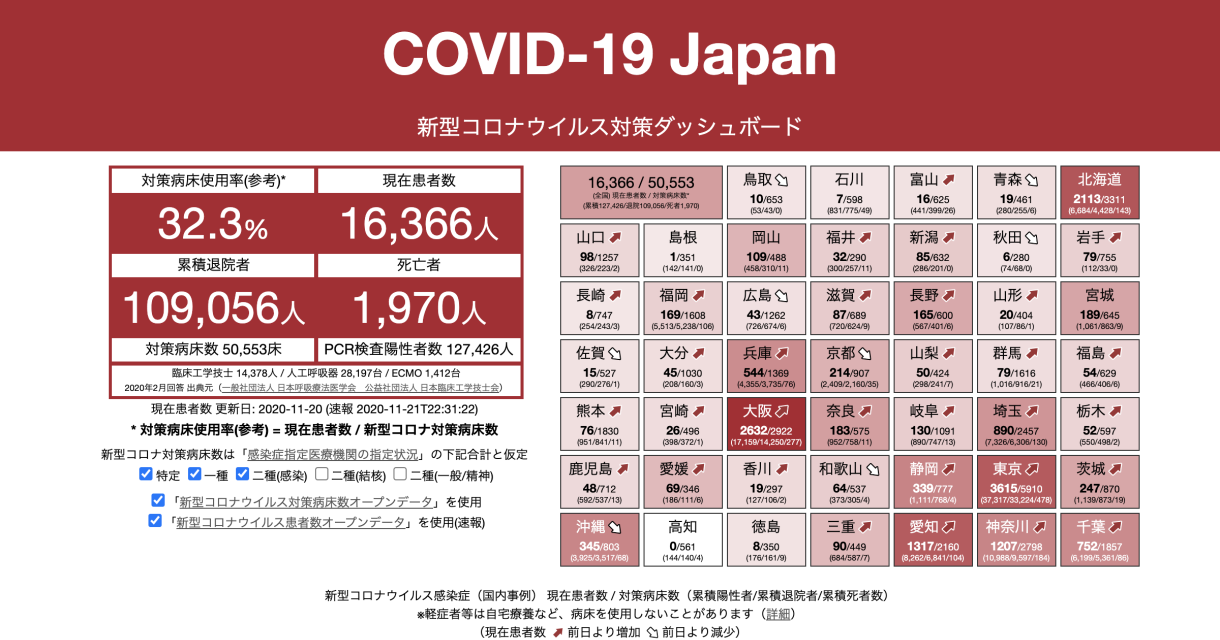 COVID-19 Japan
新型コロナウイルス対策ダッシュボード
対策病床使用率(参考)* 現在患者数
32.3% 16,366人
累積退院者 死亡者
109,056人 1,970人
対策病床数 50,553床 PCR検査陽性者数 127,426人
臨床工学技士 14,378人 / 人工呼吸器 28,197台 / ECMO 1,412台
2020年2月回答 出典元 (一般社団法人 日本呼吸療法医学会 公益社団法人 日本臨床工学技士会)
現在患者数 更新日: 2020-11-20 (速報 2020-11-21T22:31:22)
* 対策病床使用率(参考) = 現在患者数 / 新型コロナ対策病床数
新型コロナ対策病床数は「感染症指定医療機関の指定状況」の下記合計と仮定
特定 一種 二種(感染) 二種(結核) 二種(一般/精神)
「新型コロナウイルス対策病床数オープンデータ」を使用
「新型コロナウイルス患者数オープンデータ」を使用(速報)
16,366 / 50,553
(全国) 現在患者数 / 対策病床数*
(累積127,426/退院109,056/死者1,970)
鳥取 石川 富山 青森 北海道
10/653 7/598 16/625 19/461 2113/3311
(53/43/0) (831/775/49) (441/399/26) (280/255/6) (6,684/4,428/143)
山口 島根 岡山 福井 新潟 秋田 岩手
98/1257 1/351 109/488 32/290 85/632 6/280 79/755
(326/223/2) (142/141/0) (458/310/11) (300/257/11) (286/201/0) (74/68/0) (112/33/0)
長崎 福岡 広島 滋賀 長野 山形 宮城
8/747 169/1608 43/1262 87/689 165/600 20/404 189/645
(254/243/3) (5,513/5,238/106) (726/674/6) (720/624/9) (567/401/6) (107/86/1) (1,061/863/9)
佐賀 大分 兵庫 京都 山梨 群馬 福島
15/527 45/1030 544/1369 214/907 50/424 79/1616 54/629
(290/276/1) (208/160/3) (4,355/3,735/76) (2,409/2,160/35) (298/241/7) (1,016/916/21) (466/406/6)
熊本 宮崎 大阪 奈良 岐阜 埼玉 栃木
76/1830 26/496 2632/2922 183/575 130/1091 890/2457 52/597
(951/841/11) (398/372/1) (17,159/14,250/277) (952/758/11) (890/747/13) (7,326/6,306/130) (550/498/2)
鹿児島 愛媛 香川 和歌山 静岡 東京 茨城
48/712 69/346 19/297 64/537 339/777 3615/5910 247/870
(592/537/13) (186/111/6) (127/106/2) (373/305/4) (1,111/768/4) (37,317/33,224/478) (1,139/873/19)
沖縄 高知 徳島 三重 愛知 神奈川 千葉
345/803 0/561 8/350 90/449 1317/2160 1207/2798 752/1857
(3,925/3,517/68) (144/140/4) (176/161/9) (684/587/7) (8,262/6,841/104) (10,988/9,597/184) (6,199/5,361/86)
新型コロナウイルス感染症（国内事例） 現在患者数 / 対策病床数（累積陽性者/累積退院者/累積死者数）
※軽症者等は自宅療養など、病床を使用しないことがあります（詳細）
（現在患者数 前日より増加 前日より減少）